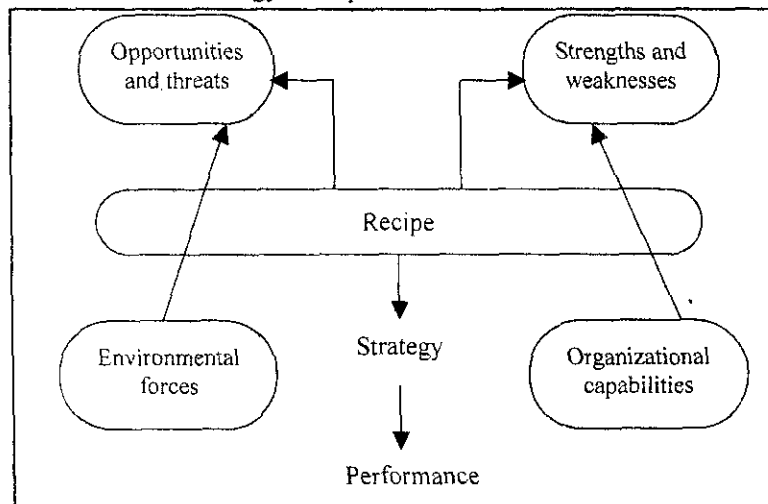 Opportunities
and threats
Strengths and
weaknesses
Recipe
Environmental
forces
Strategy
Organizational
capabilities
Performance